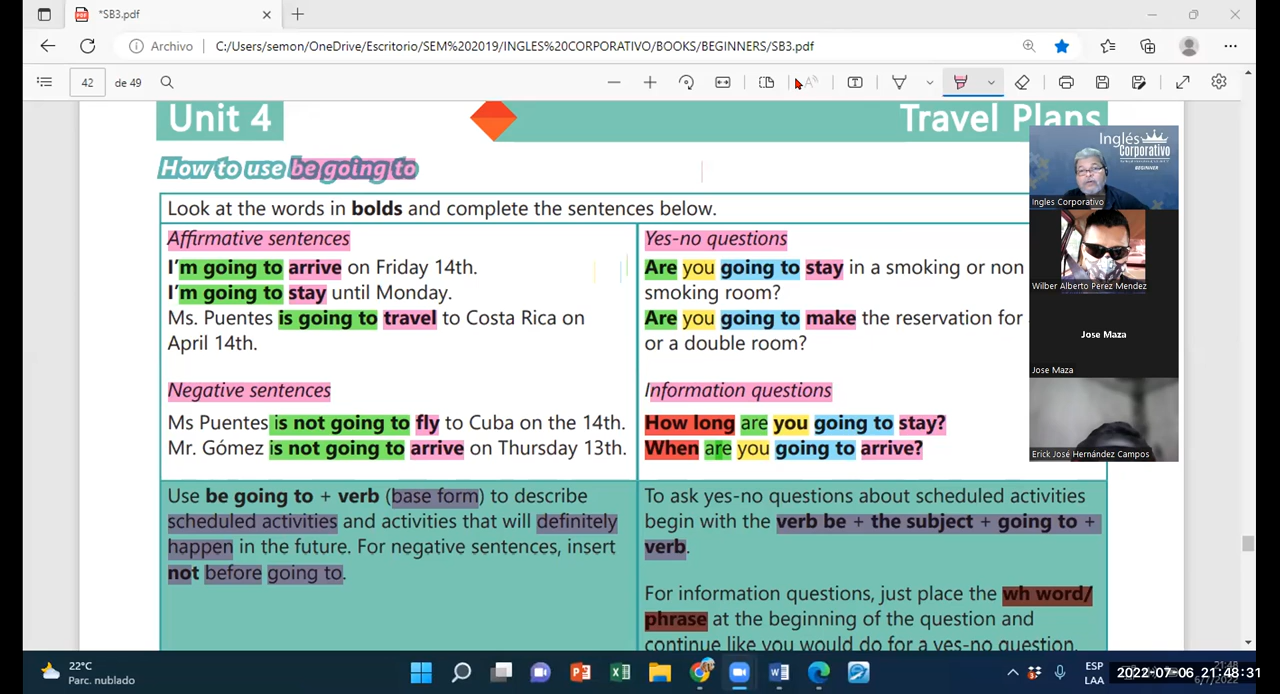 *SB3.pdf
Archivo
C:/Users/semon/OneDrive/Escritorio/SEM%202019/INGLES%20CORPORATIVO/BOOKS/BEGINNERS/SB3.pdf
42 de 49
Unit 4
Travel Plans
How to use be going to
Look at the words in bolds and complete the sentences below.
Affirmative sentences
I'm going to arrive on Friday 14th.
I'm going to stay until Monday.
Ms. Puentes is going to travel to Costa Rica on
April 14th.
Negative sentences
Ms Puentes is not going to fly to Cuba on the 14th.
Mr. Gómez is not going to arrive on Thursday 13th.
Yes-no questions
Are you going to stay in a smoking or non
smoking room?
Are you going to make the reservation for
or a double room?
Information questions
How long are you going to stay?
When are you going to arrive?
Use be going to + verb (base form) to describe
scheduled activities and activities that will definitely
happen in the future. For negative sentences, insert
not before going to.
To ask yes-no questions about scheduled activities
begin with the verb be + the subject + going to +
verb.
For information questions, just place the wh word/
phrase at the beginning of the question and
continue like you would do for a yes-no question.
Inglés
Corporativo
BEGINNER
Ingles Corporativo
Wilber Alberto Perez Mendez
Jose Maza
Jose Maza
Erick José Hernández Campos
22°C
Parc. nublado
ESP
LAA
2022-07-06 21:48:31